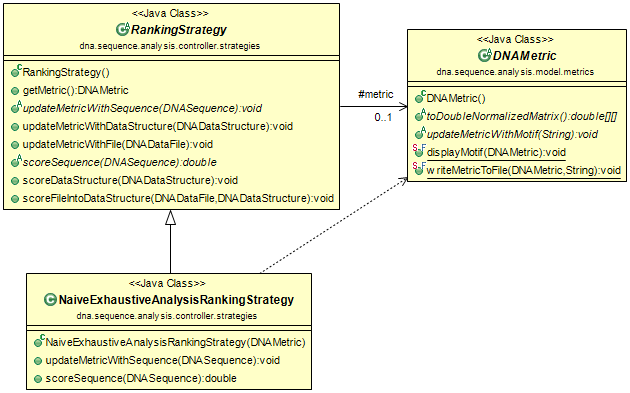 <<Java Class>>
RankingStrategy
dna.sequence.analysis.controller.strategies
RankingStrategy()
getMetric():DNAMetric
updateMetricWithSequence(DNASequence):void
updateMetricWithDataStructure(DNADataStructure):void
updateMetricWithFile(DNADataFile):void
scoreSequence(DNASequence):double
scoreDataStructure(DNADataStructure):void
scoreFileIntoDataStructure(DNADataFile,DNADataStructure):void
#metric
0..1
<<Java Class>>
DNAMetric
dna.sequence.analysis.model.metrics
DNAMetric()
toDoubleNormalizedMatrix():double[][]
updateMetricWithMotif(String):void
displayMotif(DNAMetric):void
writeMetricToFile(DNAMetric,String):void
<<Java Class>>
NaiveExhaustiveAnalysisRankingStrategy
dna.sequence.analysis.controller.strategies
NaiveExhaustiveAnalysisRankingStrategy(DNAMetric)
updateMetricWithSequence(DNASequence):void
scoreSequence(DNASequence):double